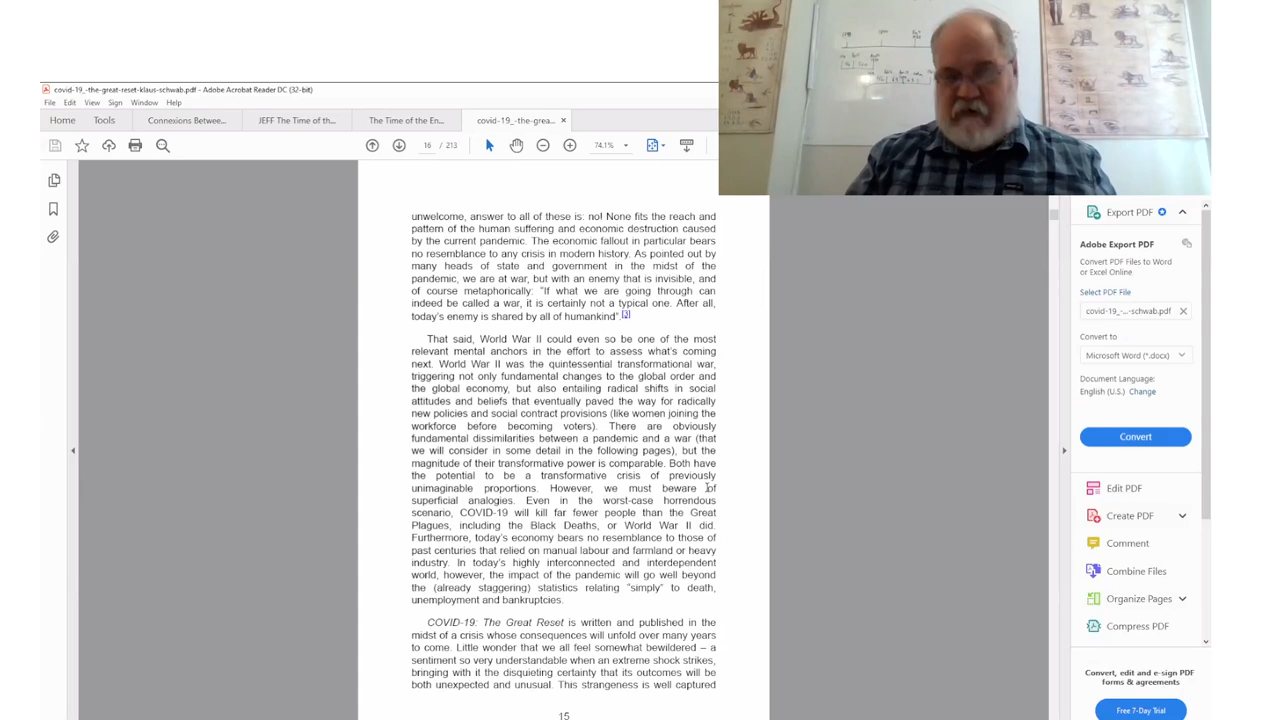 covid-19_-the-great-reset-klaus-schwab.pdf - Adobe Acrobat Reader DC (32-bit)
File Edit View Sign Window Help
Home Tools Connexions Betwee... JEFF The Time of th... The Time of the En... covid-19_-the-grea... ×
16 / 213 74.1%
unwelcome, answer to all of these is: no! None fits the reach and
pattern of the human suffering and economic destruction caused
by the current pandemic. The economic fallout in particular bears
no resemblance to any crisis in modern history. As pointed out by
many heads of state and government in the midst of the
pandemic, we are at war, but with an enemy that is invisible, and
of course metaphorically: “If what we are going through can
indeed be called a war, it is certainly not a typical one. After all,
today’s enemy is shared by all of humankind”. [3]
That said, World War II could even so be one of the most
relevant mental anchors in the effort to assess what’s coming
next. World War II was the quintessential transformational war,
triggering not only fundamental changes to the global order and
the global economy, but also entailing radical shifts in social
attitudes and beliefs that eventually paved the way for radically
new policies and social contract provisions (like women joining the
workforce before becoming voters). There are obviously
fundamental dissimilarities between a pandemic and a war (that
we will consider in some detail in the following pages), but the
magnitude of their transformative power is comparable. Both have
the potential to be a transformative crisis of previously
unimaginable proportions. However, we must beware of
superficial analogies. Even in the worst-case horrendous
scenario, COVID-19 will kill far fewer people than the Great
Plagues, including the Black Deaths, or World War II did.
Furthermore, today’s economy bears no resemblance to those of
past centuries that relied on manual labour and farmland or heavy
industry. In today’s highly interconnected and interdependent
world, however, the impact of the pandemic will go well beyond
the (already staggering) statistics relating “simply” to death,
unemployment and bankruptcies.
COVID-19: The Great Reset is written and published in the
midst of a crisis whose consequences will unfold over many years
to come. Little wonder that we all feel somewhat bewildered – a
sentiment so very understandable when an extreme shock strikes,
bringing with it the disquieting certainty that its outcomes will be
both unexpected and unusual. This strangeness is well captured
15
Export PDF
Adobe Export PDF
Convert PDF Files to Word
or Excel Online
Select PDF File
covid-19_-...-schwab.pdf
Convert to
Microsoft Word (*.docx)
Document Language:
English (U.S.) Change
Convert
Edit PDF
Create PDF
Comment
Combine Files
Organize Pages
Compress PDF
Convert, edit and e-sign PDF
forms & agreements
Free 7-Day Trial